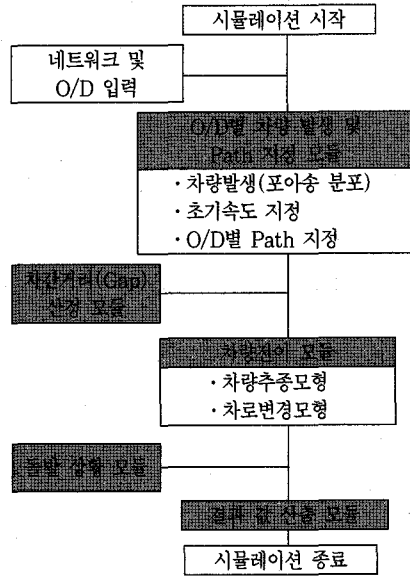 시뮬레이션 시작
네트워크 및
O/D 입력
O/D별 차량 발생 및
Path 지정 모듈
· 차량발생(포아송 분포)
· 초기속도 지정
· O/D별 Path 지정
차간거리(Gap)
산정 모듈
차량전이 모듈
· 차량추종모형
· 차로변경모형
돌발 상황 모듈
결과 값 산출 모듈
시뮬레이션 종료